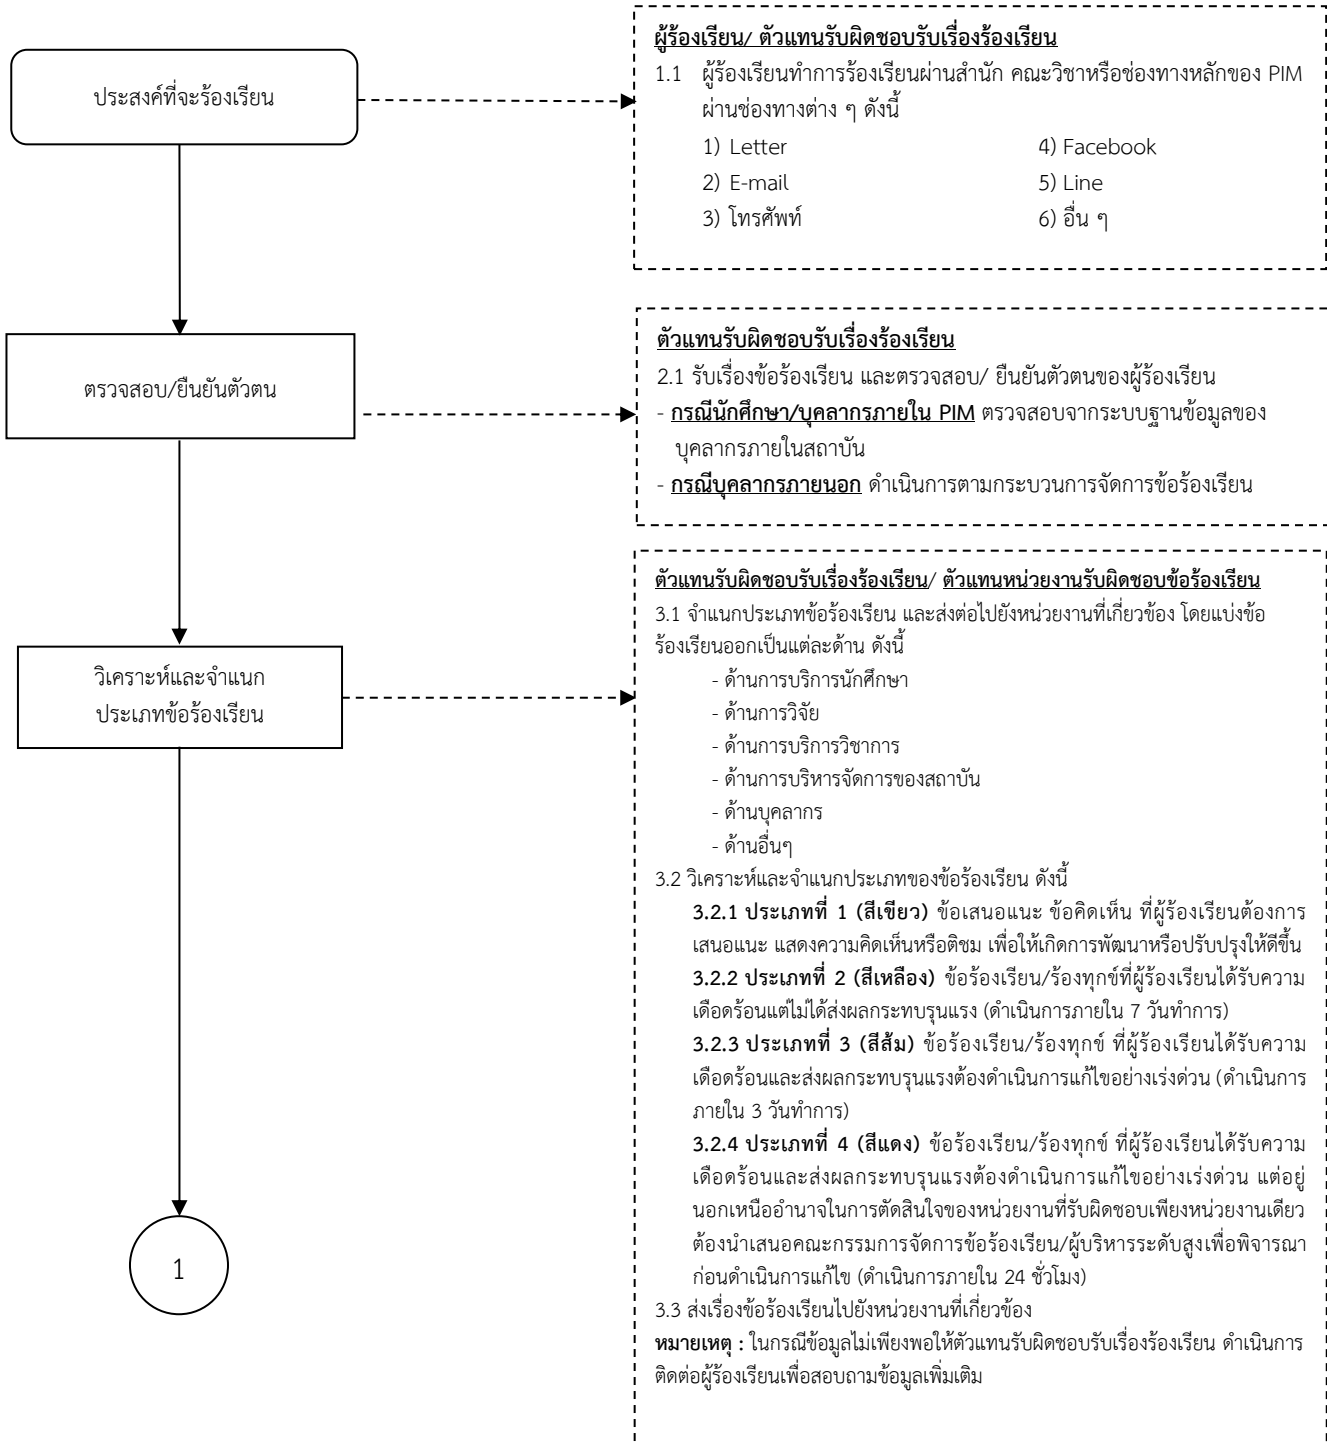 ประสงค์ที่จะร้องเรียน
ผู้ร้องเรียน/ ตัวแทนรับผิดชอบรับเรื่องร้องเรียน
1.1 ผู้ร้องเรียนทำการร้องเรียนผ่านสำนัก คณะวิชาหรือช่องทางหลักของ PIM
ผ่านช่องทางต่าง ๆ ดังนี้
1) Letter 4) Facebook
2) E-mail 5) Line
3) โทรศัพท์ 6) อื่น ๆ
ตรวจสอบ/ยืนยันตัวตน
ตัวแทนรับผิดชอบรับเรื่องร้องเรียน
2.1 รับเรื่องข้อร้องเรียน และตรวจสอบ/ ยืนยันตัวตนของผู้ร้องเรียน
- กรณีนักศึกษา/บุคลากรภายใน PIM ตรวจสอบจากระบบฐานข้อมูลของ
บุคลากรภายในสถาบัน
- กรณีบุคลากรภายนอก ดำเนินการตามกระบวนการจัดการข้อร้องเรียน
วิเคราะห์และจำแนก
ประเภทข้อร้องเรียน
ตัวแทนรับผิดชอบรับเรื่องร้องเรียน/ ตัวแทนหน่วยงานรับผิดชอบข้อร้องเรียน
3.1 จำแนกประเภทข้อร้องเรียน และส่งต่อไปยังหน่วยงานที่เกี่ยวข้อง โดยแบ่งข้อ
ร้องเรียนออกเป็นแต่ละด้าน ดังนี้
- ด้านการบริการนักศึกษา
- ด้านการวิจัย
- ด้านการบริการวิชาการ
- ด้านการบริหารจัดการของสถาบัน
- ด้านบุคลากร
- ด้านอื่นๆ
3.2 วิเคราะห์และจำแนกประเภทของข้อร้องเรียน ดังนี้
3.2.1 ประเภทที่ 1 (สีเขียว) ข้อเสนอแนะ ข้อคิดเห็น ที่ผู้ร้องเรียนต้องการ
เสนอแนะ แสดงความคิดเห็นหรือติชม เพื่อให้เกิดการพัฒนาหรือปรับปรุงให้ดีขึ้น
3.2.2 ประเภทที่ 2 (สีเหลือง) ข้อร้องเรียน/ร้องทุกข์ที่ผู้ร้องเรียนได้รับความ
เดือดร้อนแต่ไม่ได้ส่งผลกระทบรุนแรง (ดำเนินการภายใน 7 วันทำการ)
3.2.3 ประเภทที่ 3 (สีส้ม) ข้อร้องเรียน/ร้องทุกข์ ที่ผู้ร้องเรียนได้รับความ
เดือดร้อนและส่งผลกระทบรุนแรงต้องดำเนินการแก้ไขอย่างเร่งด่วน (ดำเนินการ
ภายใน 3 วันทำการ)
3.2.4 ประเภทที่ 4 (สีแดง) ข้อร้องเรียน/ร้องทุกข์ ที่ผู้ร้องเรียนได้รับความ
เดือดร้อนและส่งผลกระทบรุนแรงต้องดำเนินการแก้ไขอย่างเร่งด่วน แต่อยู่
นอกเหนืออำนาจในการตัดสินใจของหน่วยงานที่รับผิดชอบเพียงหน่วยงานเดียว
ต้องนำเสนอคณะกรรมการจัดการข้อร้องเรียน/ผู้บริหารระดับสูงเพื่อพิจารณา
ก่อนดำเนินการแก้ไข (ดำเนินการภายใน 24 ชั่วโมง)
3.3 ส่งเรื่องข้อร้องเรียนไปยังหน่วยงานที่เกี่ยวข้อง
หมายเหตุ : ในกรณีข้อมูลไม่เพียงพอให้ตัวแทนรับผิดชอบรับเรื่องร้องเรียน ดำเนินการ
ติดต่อผู้ร้องเรียนเพื่อสอบถามข้อมูลเพิ่มเติม
1